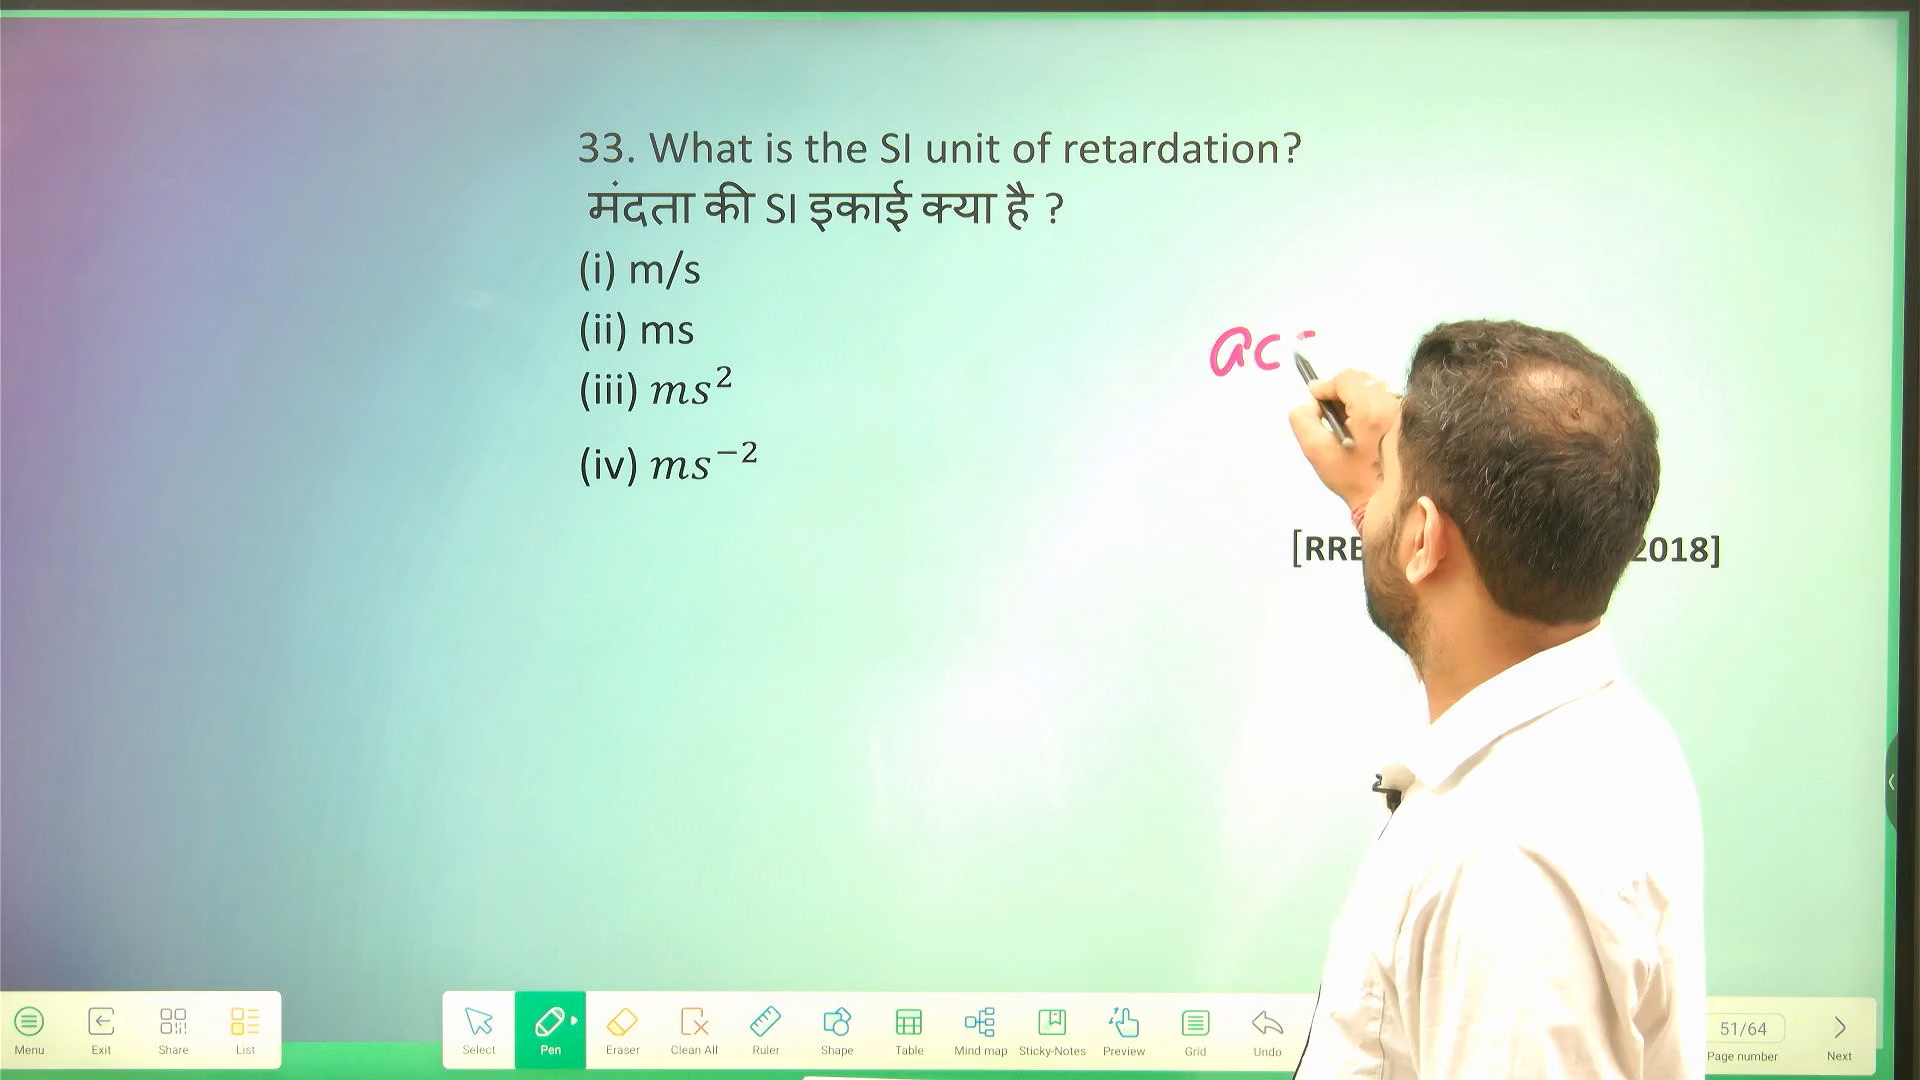 33. What is the SI unit of retardation?
मंदता की SI इकाई क्या है ?
(i) m/s
(ii) ms
(iii) ms²
ac
(iv) ms⁻²
[RRB 2018]
Menu Exit Share List Select Pen Eraser Clean All Ruler Shape Table Mind map Sticky-Notes Preview Grid Undo 51/64 Page number Next